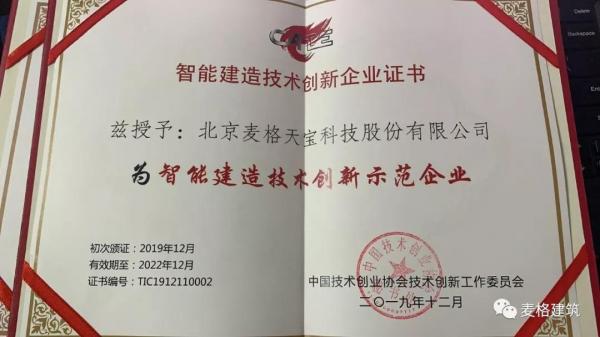 智能建造技术创新企业证书
兹授予：北京麦格天宝科技股份有限公司
为智能建造技术创新示范企业
初次颁证：2019年12月
有效期至：2022年12月
证书编号：TIC1912110002
中国技术创业协会技术创新工作委员会
二〇一九年十二月
麦格建筑